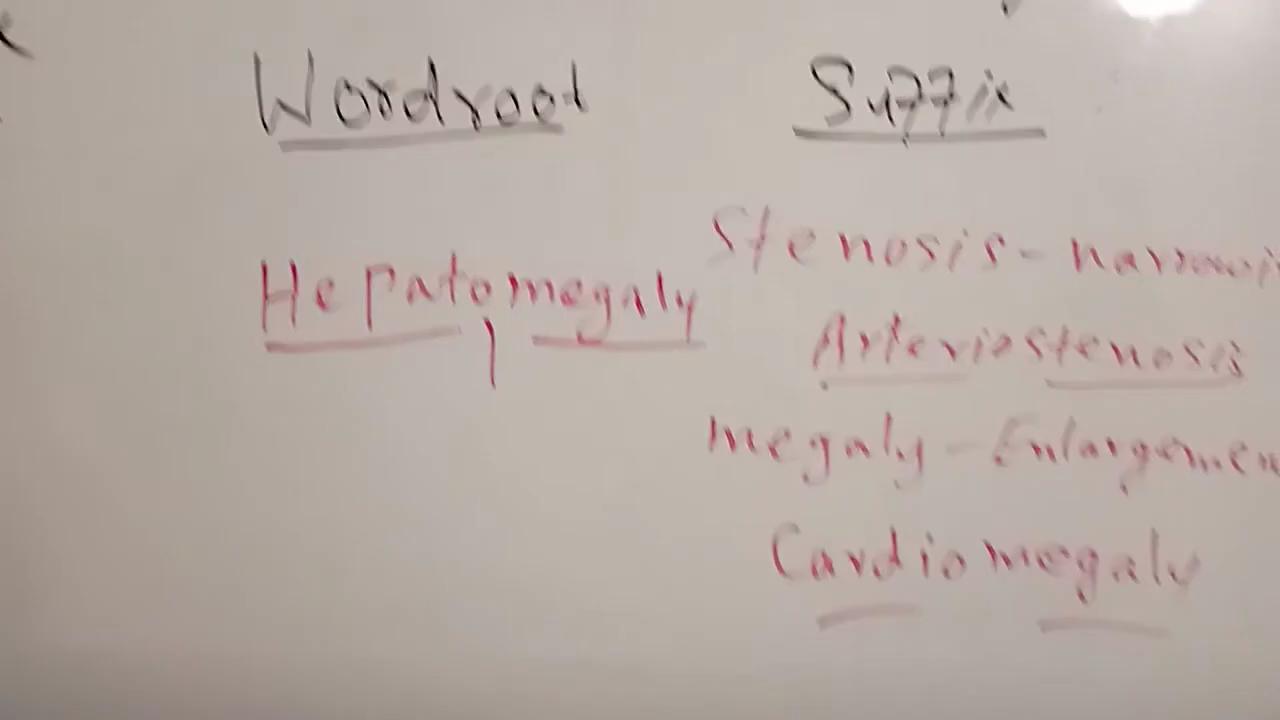 Wordroot
Suffix
Hepatomegaly
Stenosis-
Arteriostenosis
megaly -
Cardiomegaly